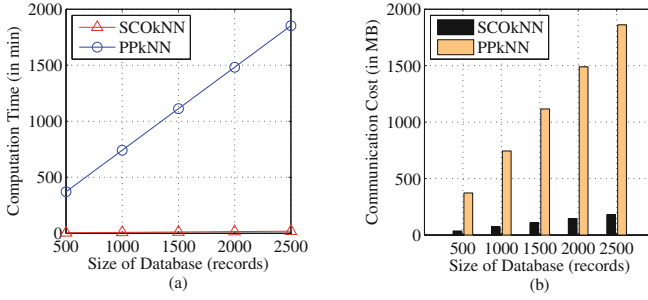 SCOkNN
PPkNN
2000
1500
1000
500
0
500 1000 1500 2000 2500
Computation Time (in min)
Size of Database (records)
(a)
SCOkNN
PPkNN
2000
1500
1000
500
0
500 1000 1500 2000 2500
Communication Cost (in MB)
Size of Database (records)
(b)